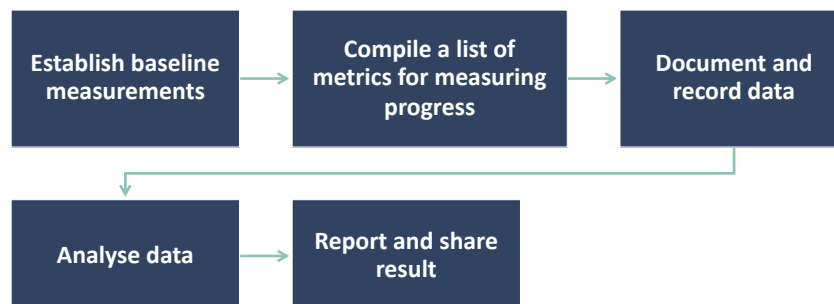 Establish baseline
measurements
Compile a list of
metrics for measuring
progress
Document and
record data
Analyse data
Report and share
result